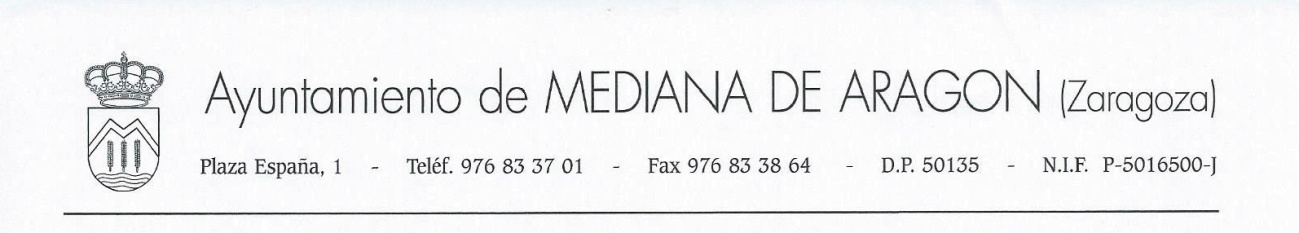 Ayuntamiento de MEDIANA DE ARAGON (Zaragoza)
Plaza España, 1 - Teléf. 976 83 37 01 - Fax 976 83 38 64 - D.P. 50135 - N.I.F. P-5016500-J